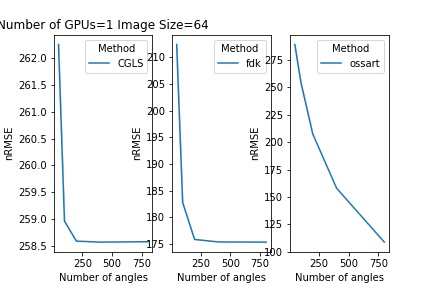 Number of GPUs=1 Image Size=64
Method
CGLS
262.0
261.5
261.0
260.5
260.0
259.5
259.0
258.5
nRMSE
250 500 750
Number of angles
Method
fdk
210
205
200
195
190
185
180
175
nRMSE
250 500 750
Number of angles
Method
ossart
275
250
225
200
175
150
125
100
nRMSE
250 500 750
Number of angles